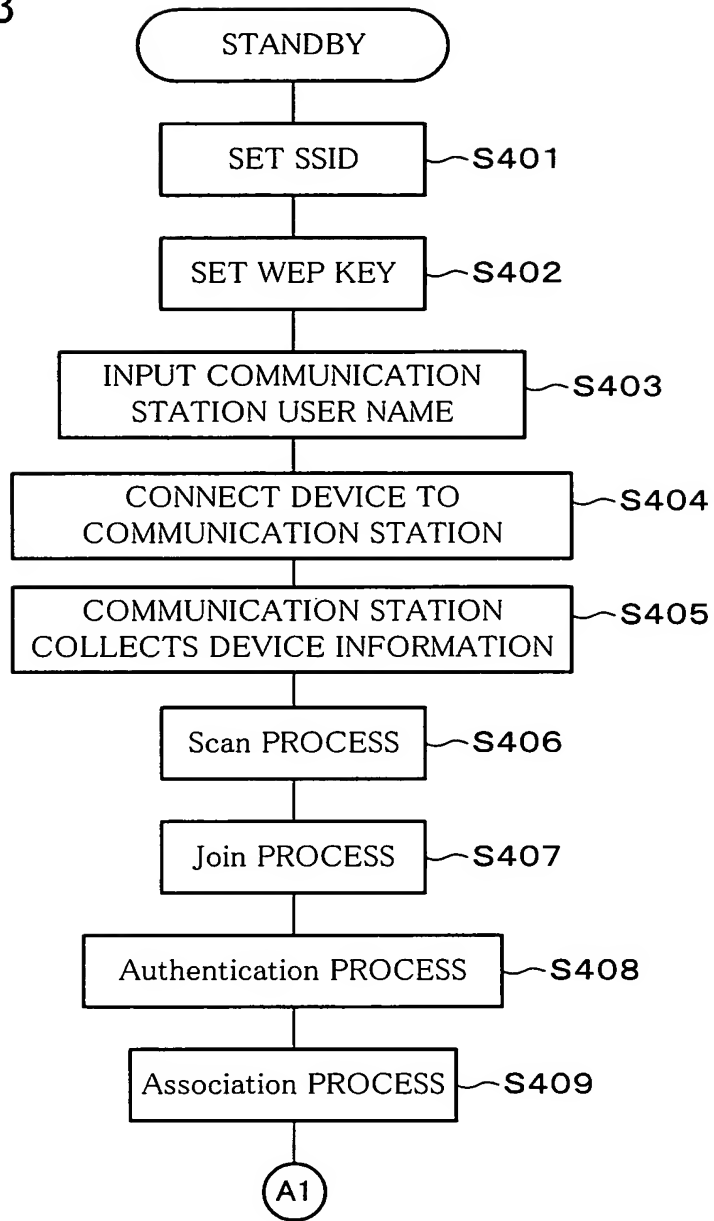 STANDBY
SET SSID
S401
SET WEP KEY
S402
INPUT COMMUNICATION
STATION USER NAME
S403
CONNECT DEVICE TO
COMMUNICATION STATION
S404
COMMUNICATION STATION
COLLECTS DEVICE INFORMATION
S405
Scan PROCESS
S406
Join PROCESS
S407
Authentication PROCESS
S408
Association PROCESS
S409
A1